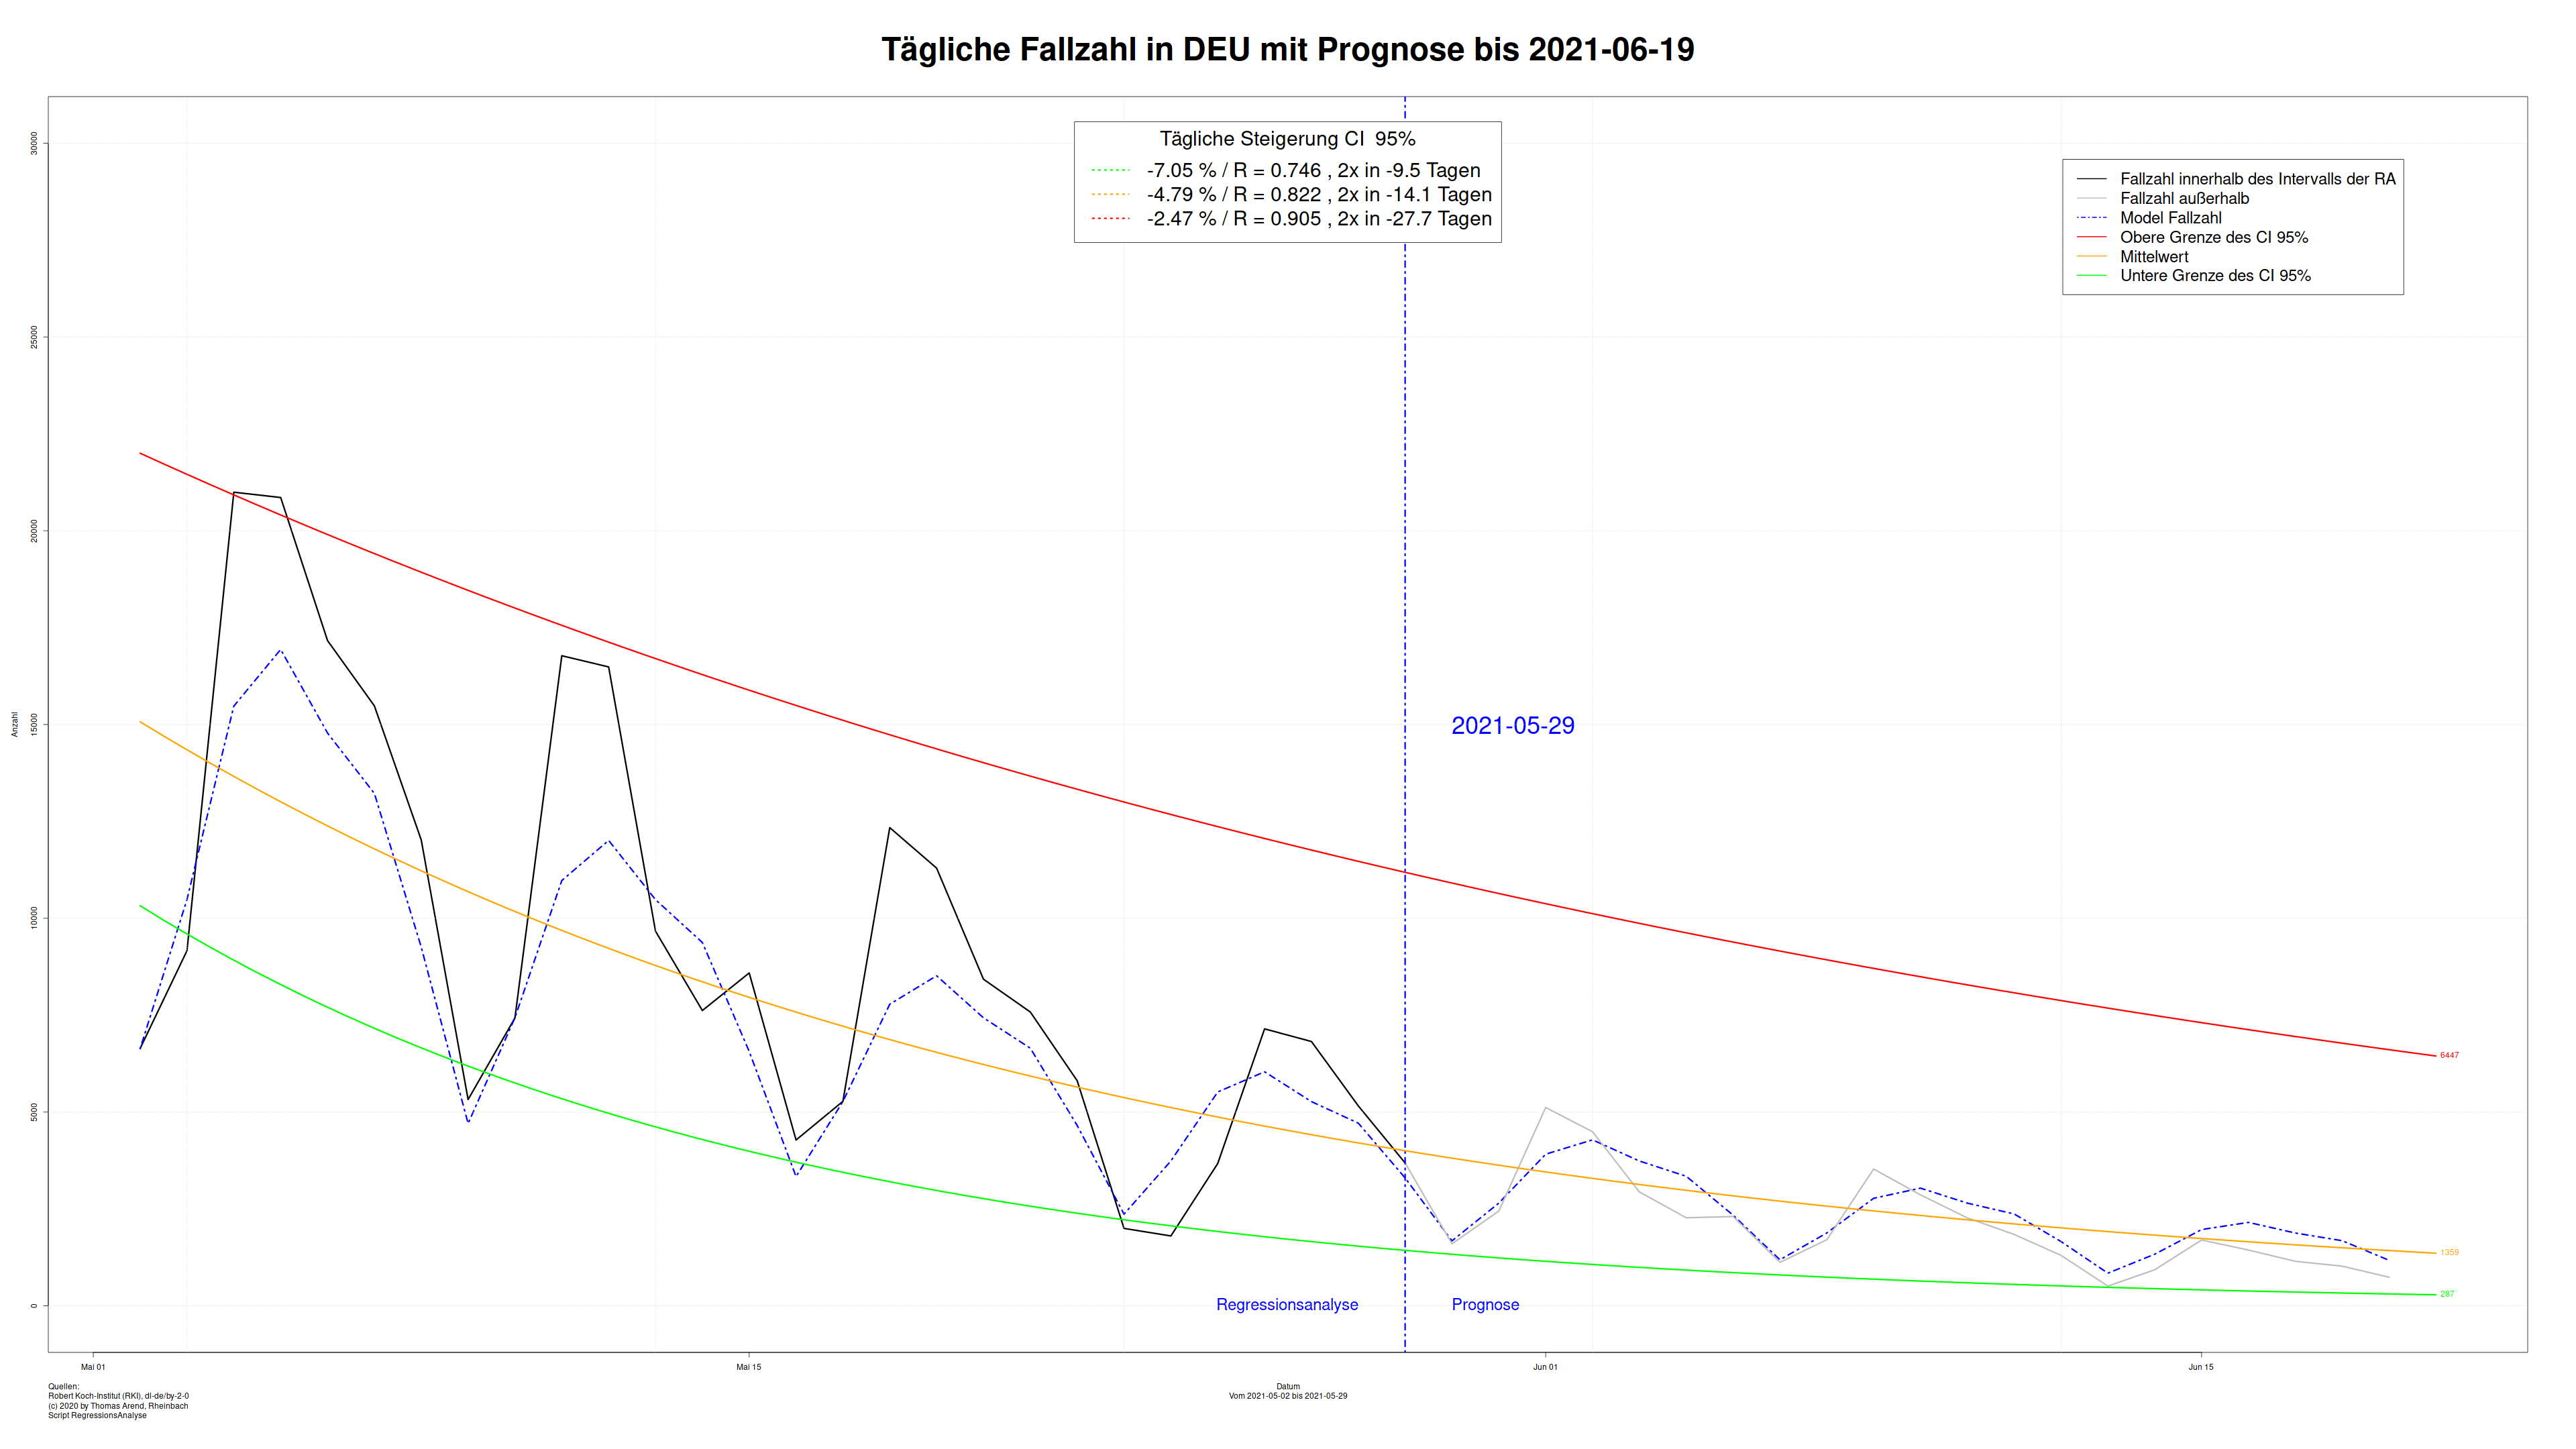 Tägliche Fallzahl in DEU mit Prognose bis 2021-06-19
Tägliche Steigerung CI  95%
-7.05 % / R = 0.746 , 2x in -9.5 Tagen
-4.79 % / R = 0.822 , 2x in -14.1 Tagen
-2.47 % / R = 0.905 , 2x in -27.7 Tagen
Fallzahl innerhalb des Intervalls der RA
Fallzahl außerhalb
Model Fallzahl
Obere Grenze des CI 95%
Mittelwert
Untere Grenze des CI 95%
30000
25000
20000
15000
10000
5000
0
Anzahl
2021-05-29
6447
1359
287
Regressionsanalyse
Prognose
Mai 01
Mai 15
Jun 01
Jun 15
Datum
Vom 2021-05-02 bis 2021-05-29
Quellen:
Robert Koch-Institut (RKI), dl-de/by-2-0
(c) 2020 by Thomas Arend, Rheinbach
Script RegressionsAnalyse